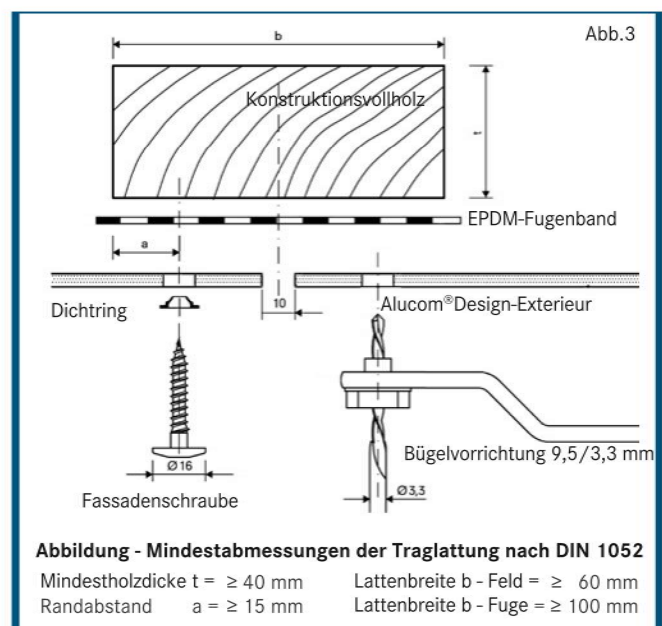 Abb.3
b
Konstruktionsvollholz
t
EPDM-Fugenband
a
Dichtring
10
Alucom®Design-Exterieur
Bügelvorrichtung 9,5/3,3 mm
Ø16
Ø3,3
Fassadenschraube
Abbildung - Mindestabmessungen der Traglattung nach DIN 1052
Mindestholzdicke t = ≥ 40 mm Lattenbreite b - Feld = ≥ 60 mm
Randabstand a = ≥ 15 mm Lattenbreite b - Fuge = ≥ 100 mm